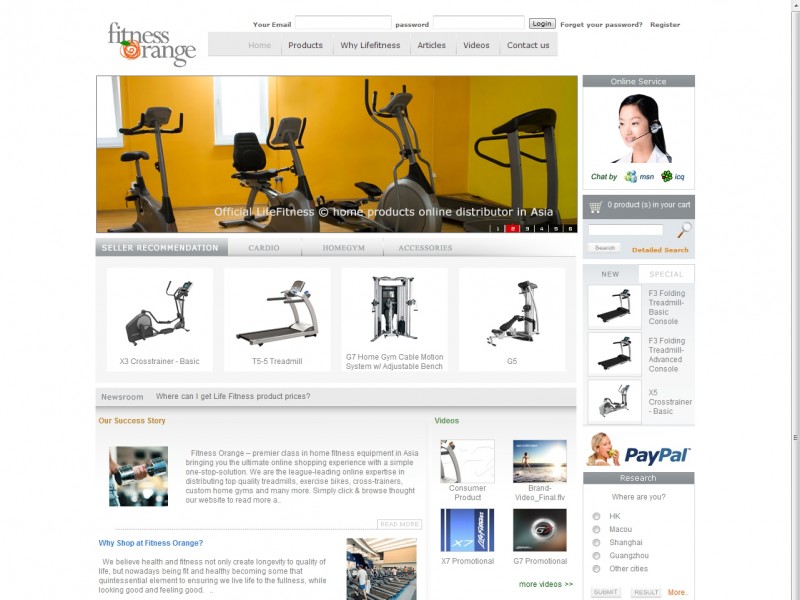 Your Email password Login Forget your password? Register
fitness orange
Home Products Why Lifefitness Articles Videos Contact us
Official LifeFitness © home products online distributor in Asia
1 2 3 4 5 6
Online Service
Chat by msn icq
0 product (s) in your cart
Search Detailed Search
SELLER RECOMMENDATION CARDIO HOMEGYM ACCESSORIES
X3 Crosstrainer - Basic
T5-5 Treadmill
G7 Home Gym Cable Motion
System w/ Adjustable Bench
G5
NEW SPECIAL
F3 Folding
Treadmill-
Basic
Console
F3 Folding
Treadmill-
Advanced
Console
X5
Crosstrainer
- Basic
Newsroom Where can I get Life Fitness product prices?
Our Success Story
Fitness Orange – premier class in home fitness equipment in Asia
bringing you the ultimate online shopping experience with a simple
one-stop-solution. We are the league-leading online expertise in
distributing top quality treadmills, exercise bikes, cross-trainers,
custom home gyms and many more. Simply click & browse thought
our website to read more a..
READ MORE
Why Shop at Fitness Orange?
We believe health and fitness not only create longevity to quality of
life, but nowadays being fit and healthy becoming some that
quintessential element to ensuring we live life to the fullness, while
looking good and feeling good. ..
Videos
Consumer
Product
Brand-
Video_Final.flv
LifeFitness
X7 Promotional
G7
G7 Promotional
more videos >>
PayPal
Research
Where are you?
HK
Macou
Shanghai
Guangzhou
Other cities
SUBMIT RESULT More..